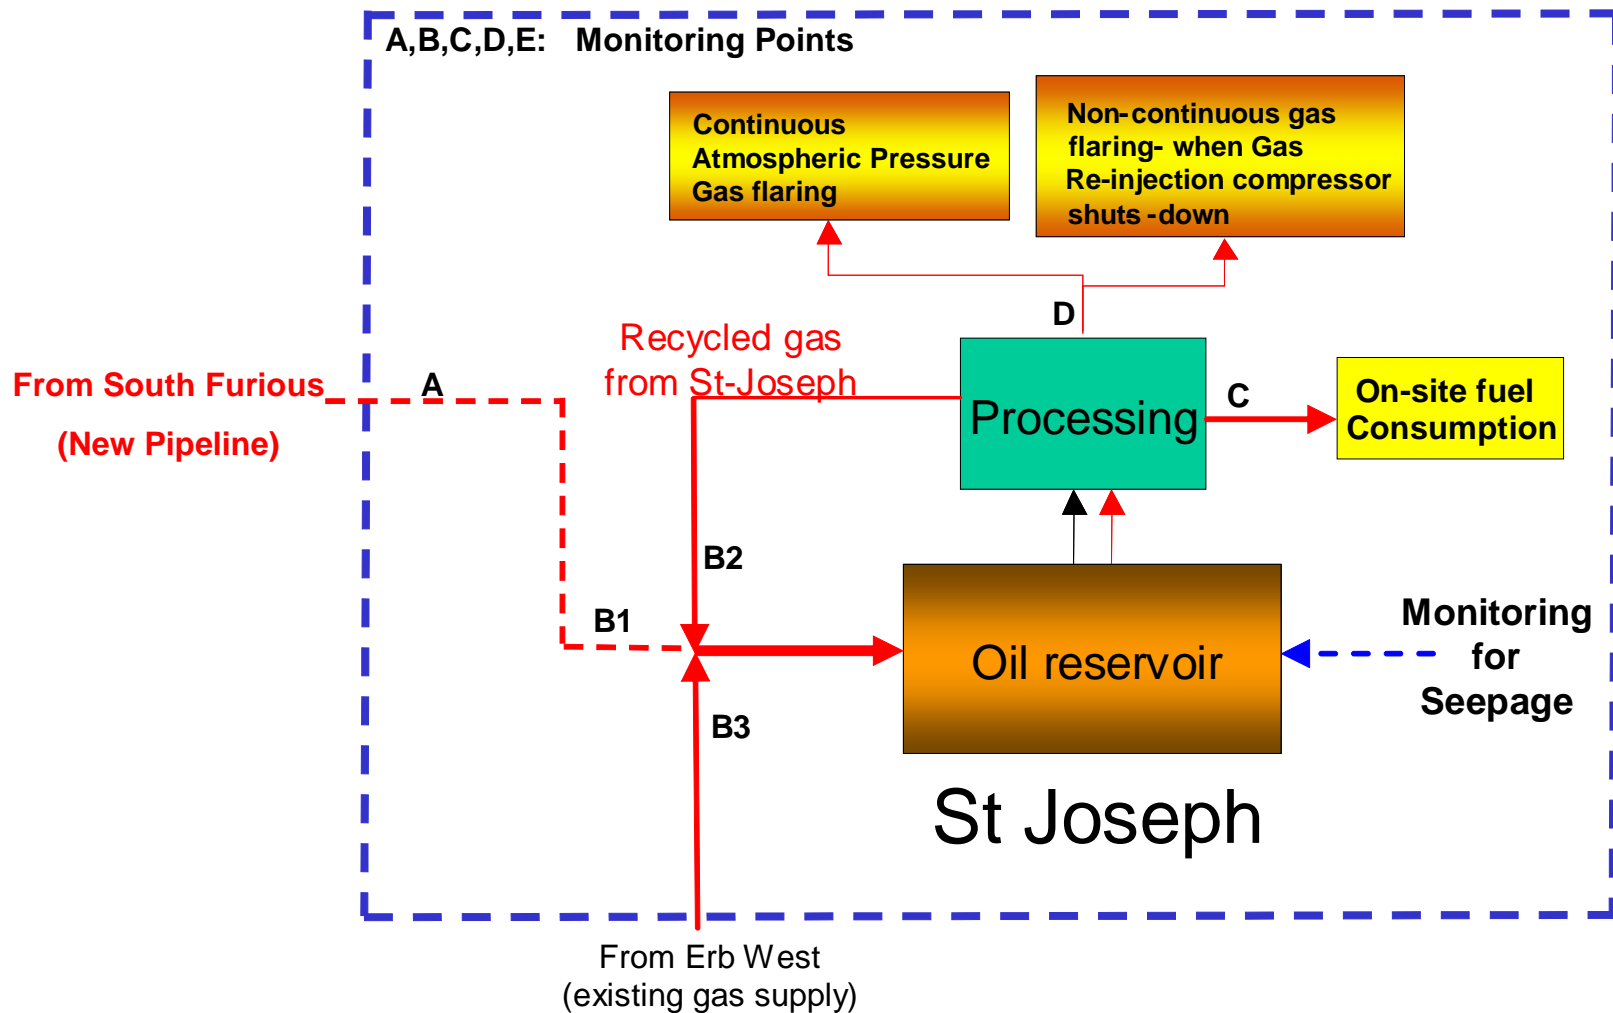 A,B,C,D,E: Monitoring Points
Continuous
Atmospheric Pressure
Gas flaring
Non-continuous gas
flaring- when Gas
Re-injection compressor
shuts -down
D
Recycled gas
from St-Joseph
From South Furious
(New Pipeline)
A
Processing
C
On-site fuel
Consumption
B2
B1
B3
Oil reservoir
Monitoring
for
Seepage
St Joseph
From Erb West
(existing gas supply)